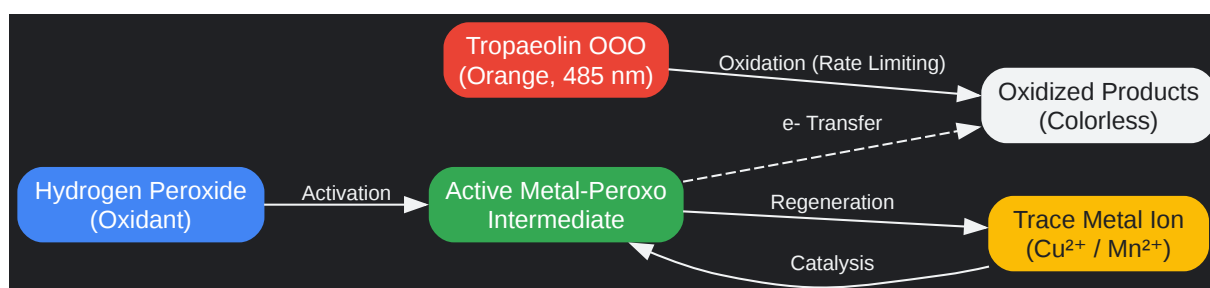 Tropaeolin OOO
(Orange, 485 nm)
Oxidation (Rate Limiting)
Oxidized Products
(Colorless)
e- Transfer
Hydrogen Peroxide
(Oxidant)
Activation
Active Metal-Peroxo
Intermediate
Regeneration
Trace Metal Ion
(Cu²⁺ / Mn²⁺)
Catalysis